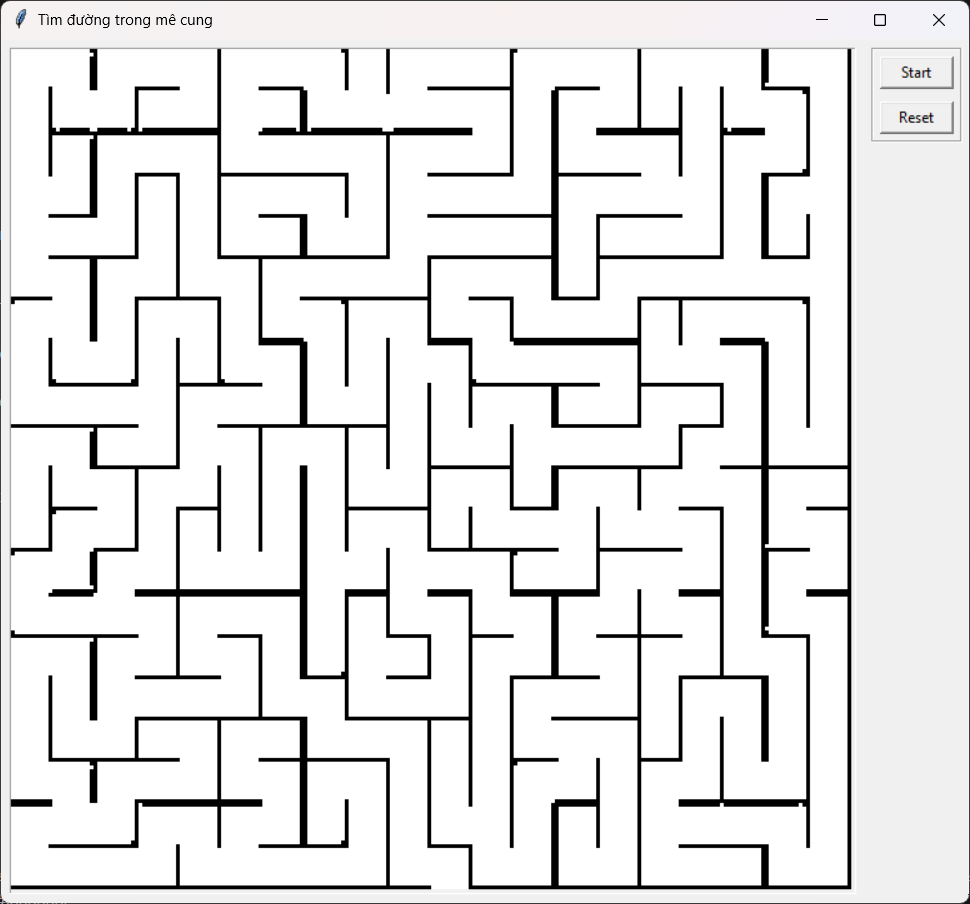 Tìm đường trong mê cung
Start
Reset